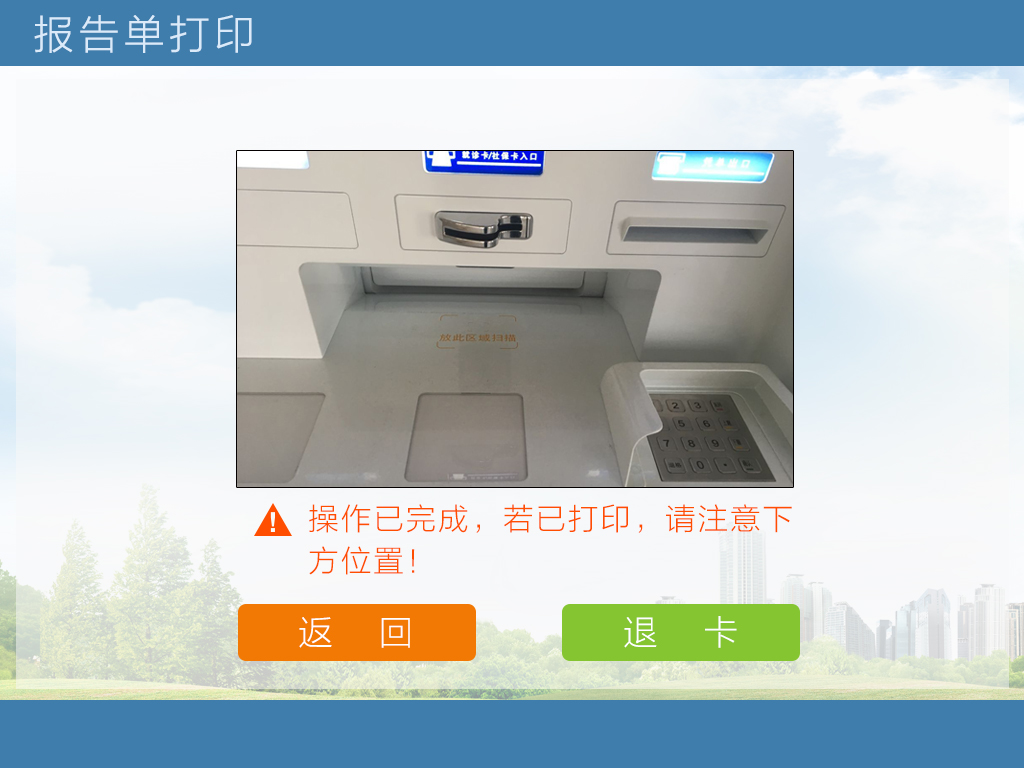 报告单打印
就诊卡/社保卡入口
放此区域扫描
2 3
5 6
7 8 9
0
操作已完成，若已打印，请注意下
方位置！
返 回
退 卡